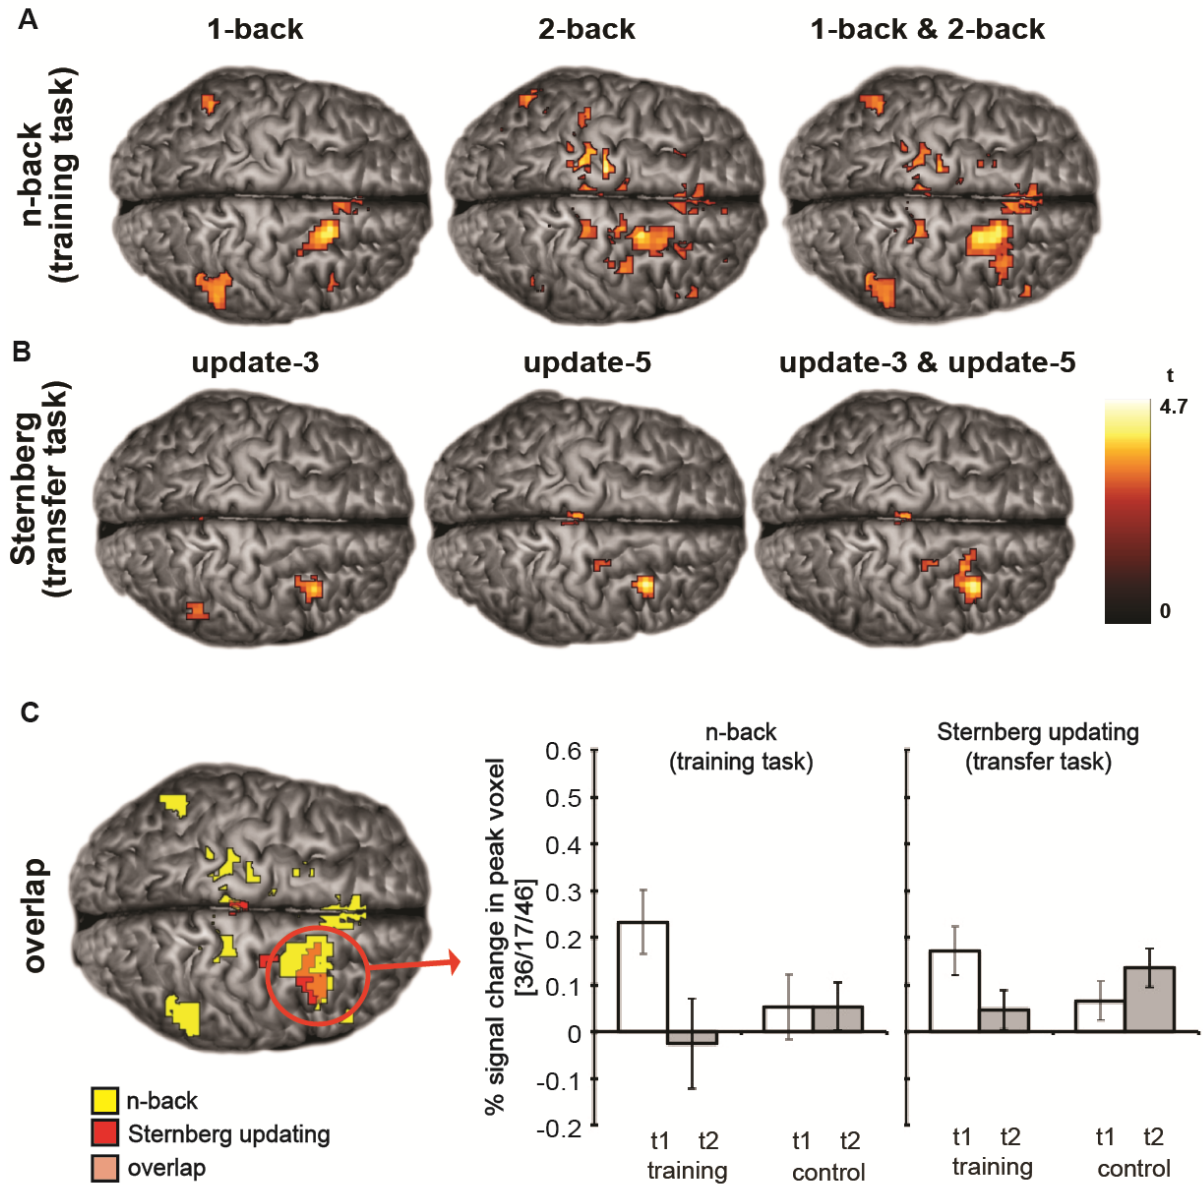 A
1-back
2-back
1-back & 2-back
n-back
(training task)
B
update-3
update-5
update-3 & update-5
Sternberg
(transfer task)
t
4.7
0
C
overlap
n-back
Sternberg updating
overlap
% signal change in peak voxel
[36/17/46]
n-back
(training task)
Sternberg updating
(transfer task)
0.6
0.5
0.4
0.3
0.2
0.1
0
-0.1
-0.2
t1 t2 t1 t2 t1 t2 t1 t2
training control training control